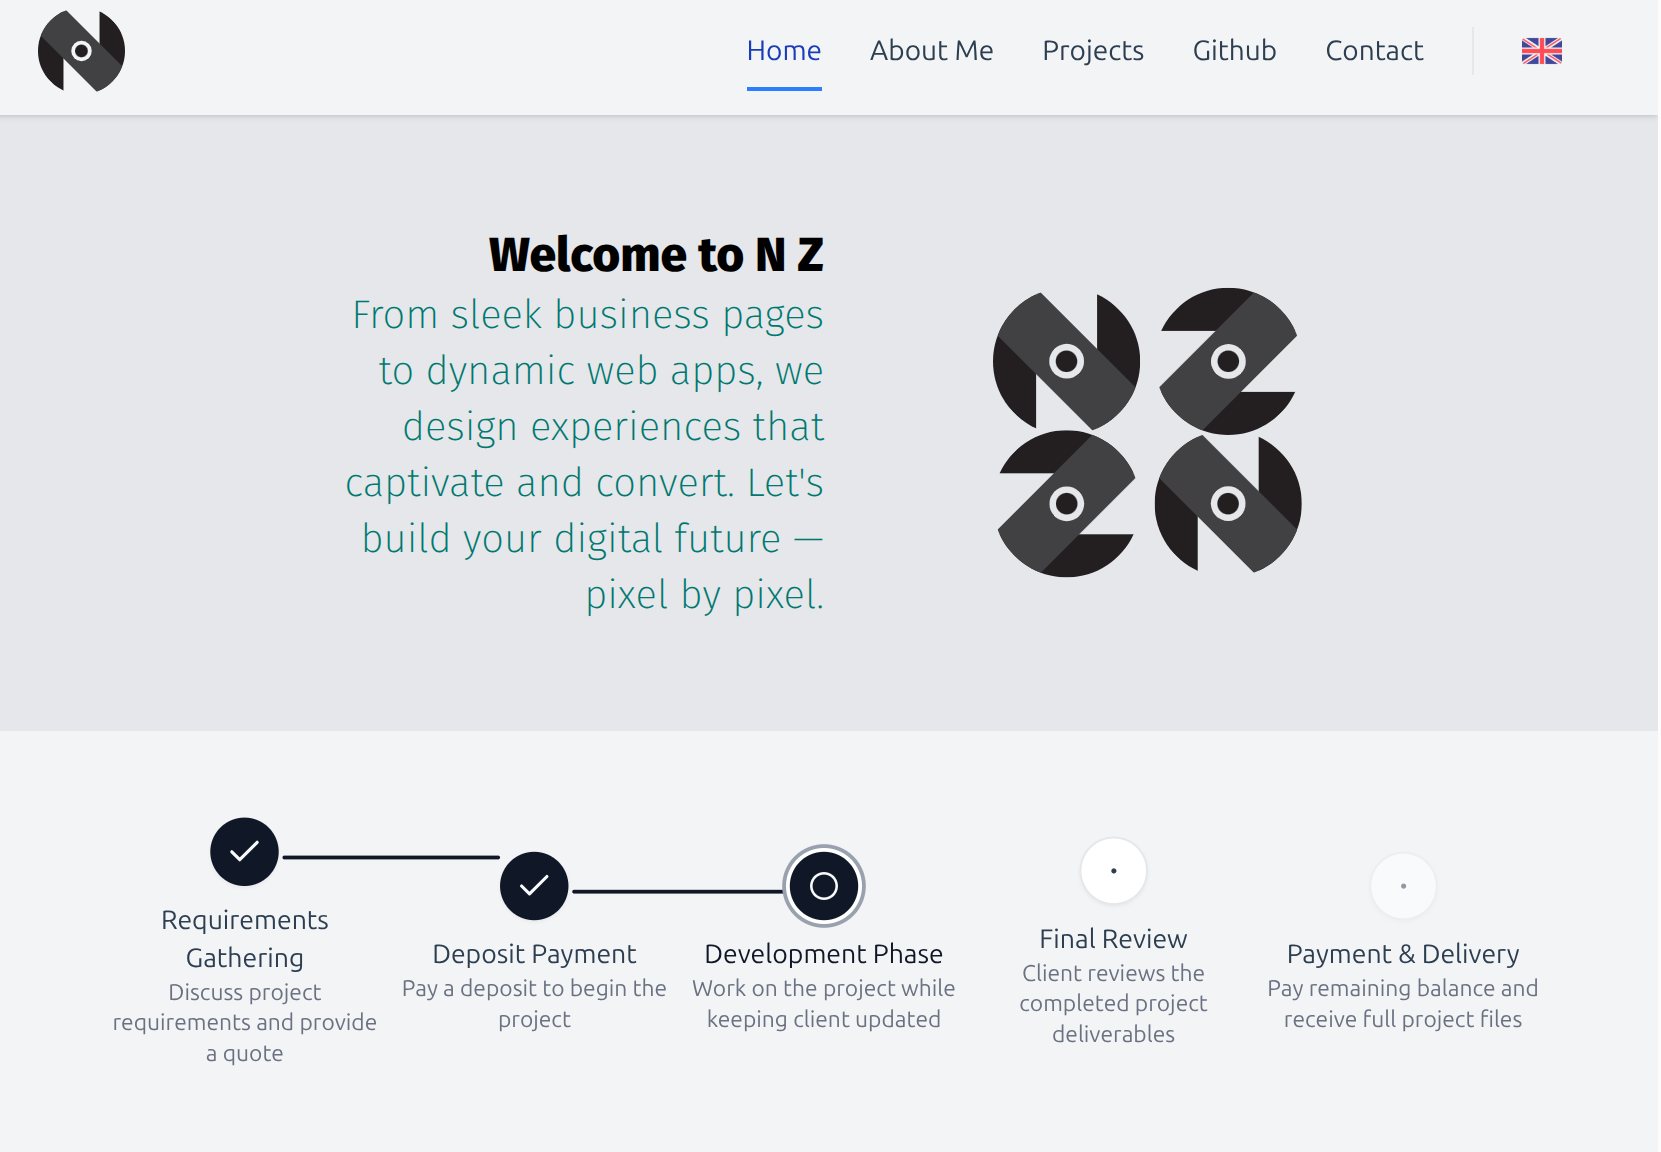 Home About Me Projects Github Contact
Welcome to N Z
From sleek business pages
to dynamic web apps, we
design experiences that
captivate and convert. Let's
build your digital future —
pixel by pixel.
Requirements
Gathering
Discuss project
requirements and provide
a quote
Deposit Payment
Pay a deposit to begin the
project
Development Phase
Work on the project while
keeping client updated
Final Review
Client reviews the
completed project
deliverables
Payment & Delivery
Pay remaining balance and
receive full project files